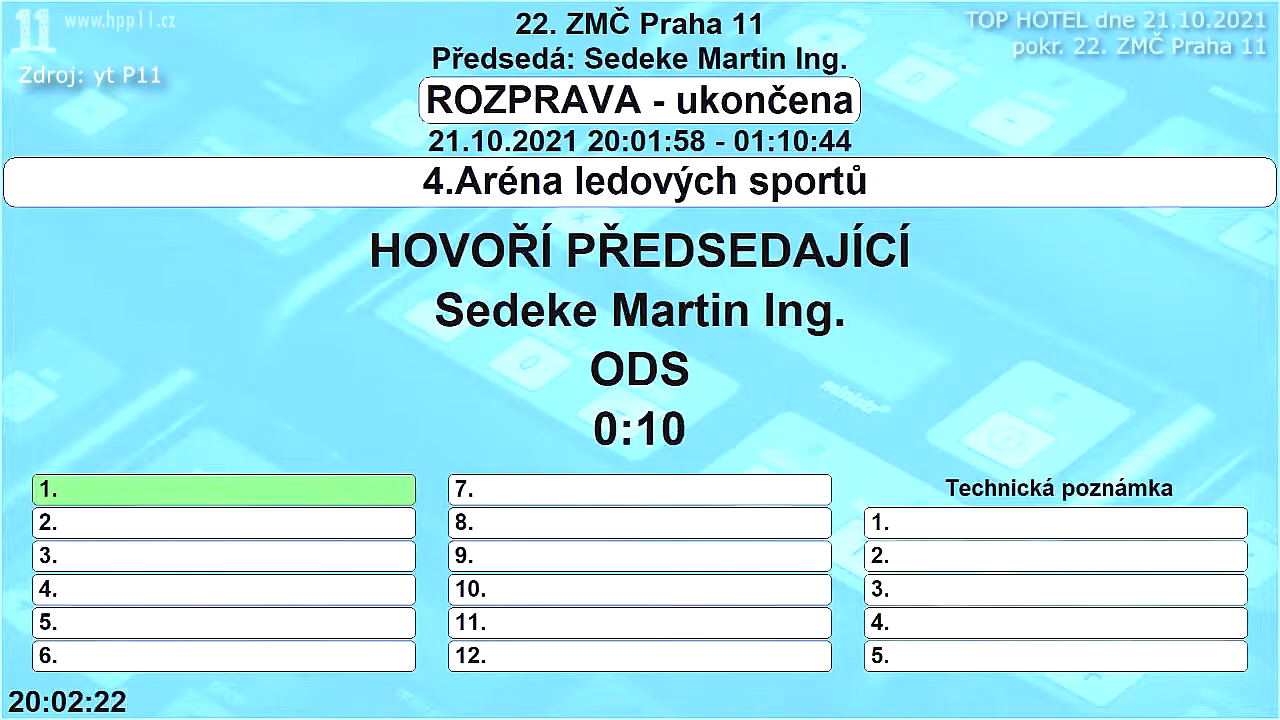 11 www.hpp11.cz
Zdroj: yt P11
22. ZMČ Praha 11
Předsedá: Sedeke Martin Ing.
TOP HOTEL dne 21.10.2021
pokr. 22. ZMČ Praha 11
ROZPRAVA - ukončena
21.10.2021 20:01:58 - 01:10:44
4.Aréna ledových sportů
HOVOŘÍ PŘEDSEDAJÍCÍ
Sedeke Martin Ing.
ODS
0:10
1.
2.
3.
4.
5.
6.
7.
8.
9.
10.
11.
12.
Technická poznámka
1.
2.
3.
4.
5.
20:02:22